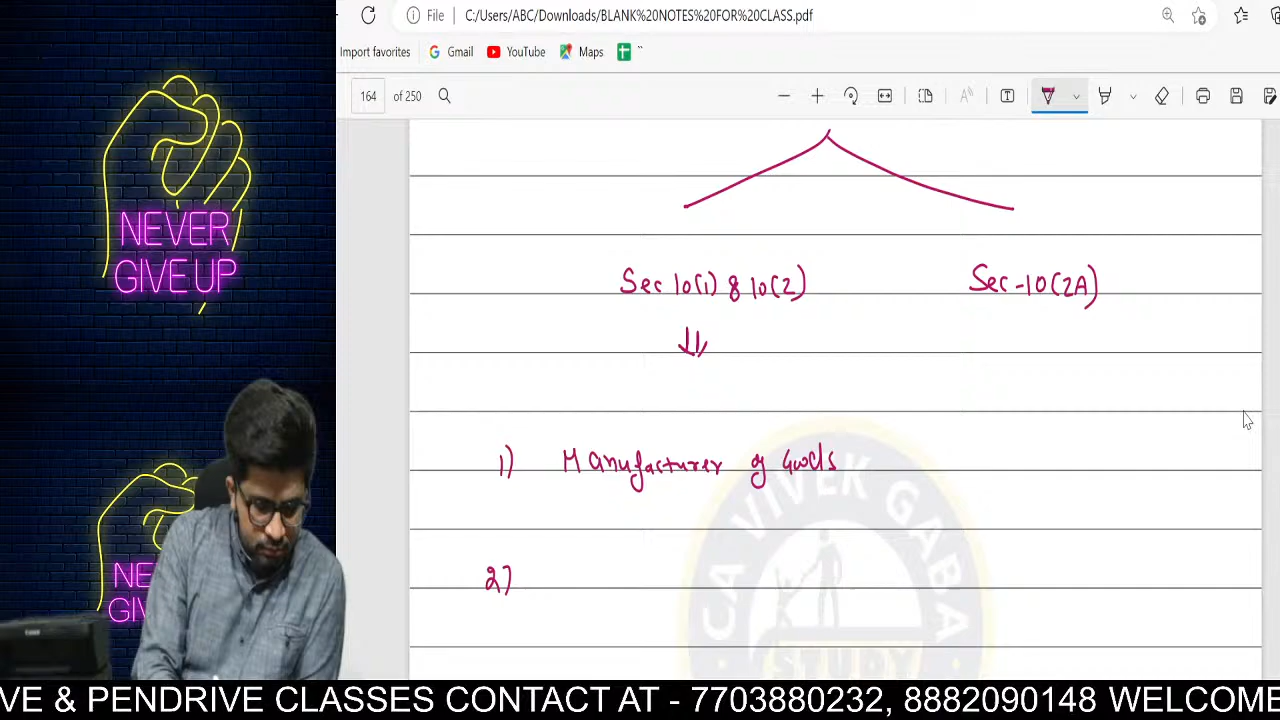 File C:/Users/ABC/Downloads/BLANK%20NOTES%20FOR%20CLASS.pdf
Import favorites Gmail YouTube Maps
164 of 250
NEVER
GIVE UP
Sec 10(1) & 10(2) Sec-10(2A)
1) Manufacturer of Goods
2)
NE
GIV
VE & PENDRIVE CLASSES CONTACT AT - 7703880232, 8882090148 WELCOME